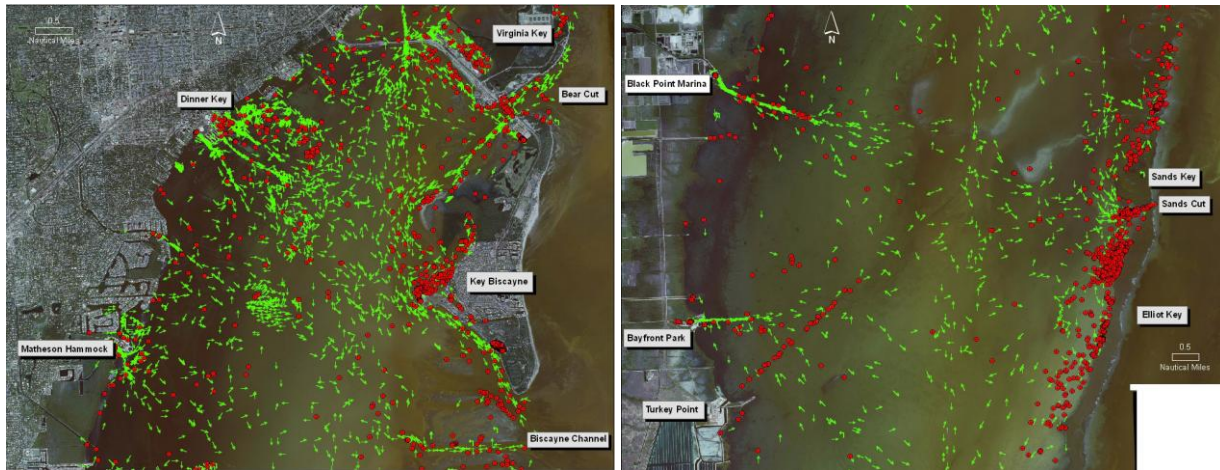 0.5
Nautical Miles
N
Virginia Key
Dinner Key
Bear Cut
Key Biscayne
Matheson Hammock
Biscayne Channel
N
Black Point Marina
Sands Key
Sands Cut
Elliot Key
Bayfront Park
0.5
Nautical Miles
Turkey Point